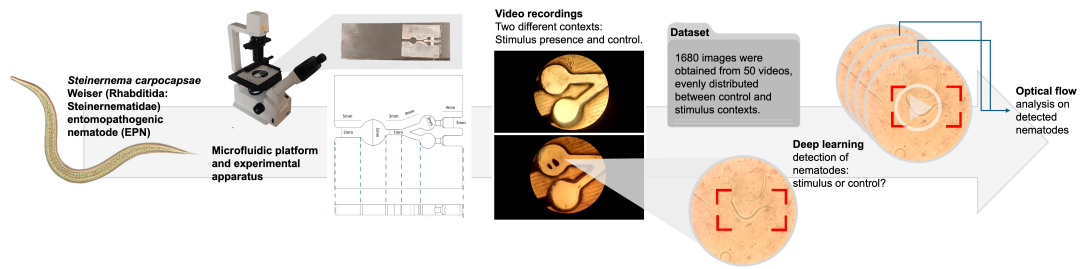 Steinernema carpocapsae
Weiser (Rhabditida:
Steinernematidae)
entomopathogenic
nematode (EPN)
Microfluidic platform
and experimental
apparatus
5mm
2mm
5mm
3mm
1mm
4mm
3mm
Video recordings
Two different contexts:
Stimulus presence and control.
Dataset
1680 images were
obtained from 50 videos,
evenly distributed
between control and
stimulus contexts.
Deep learning
detection of
nematodes:
stimulus or control?
Optical flow
analysis on
detected
nematodes